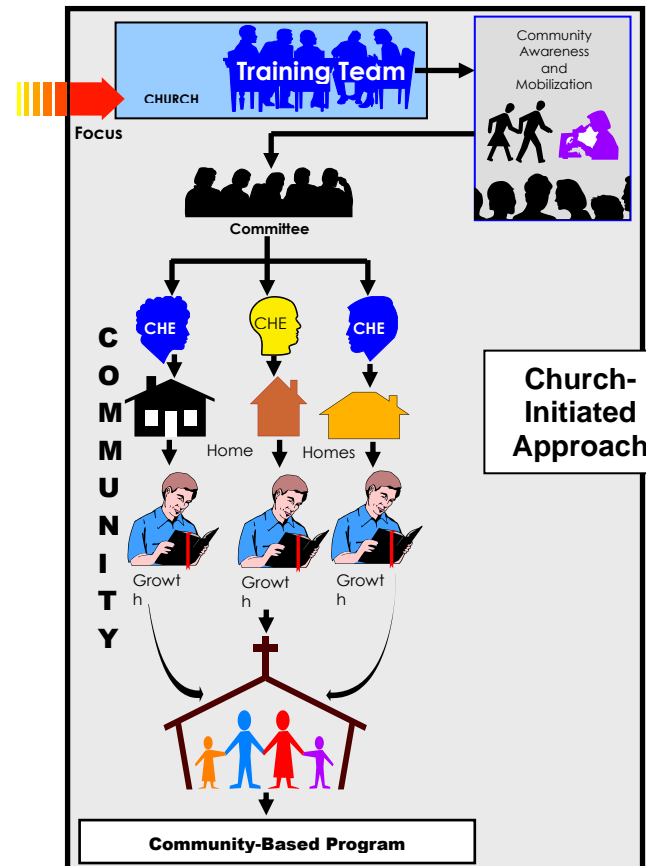 Training Team
CHURCH
Focus
Community
Awareness
and
Mobilization
Committee
CHE
CHE
CHE
COMMUNITY
Church-
Initiated
Approach
Home
Homes
Growt
h
Growt
h
Growt
h
Community-Based Program